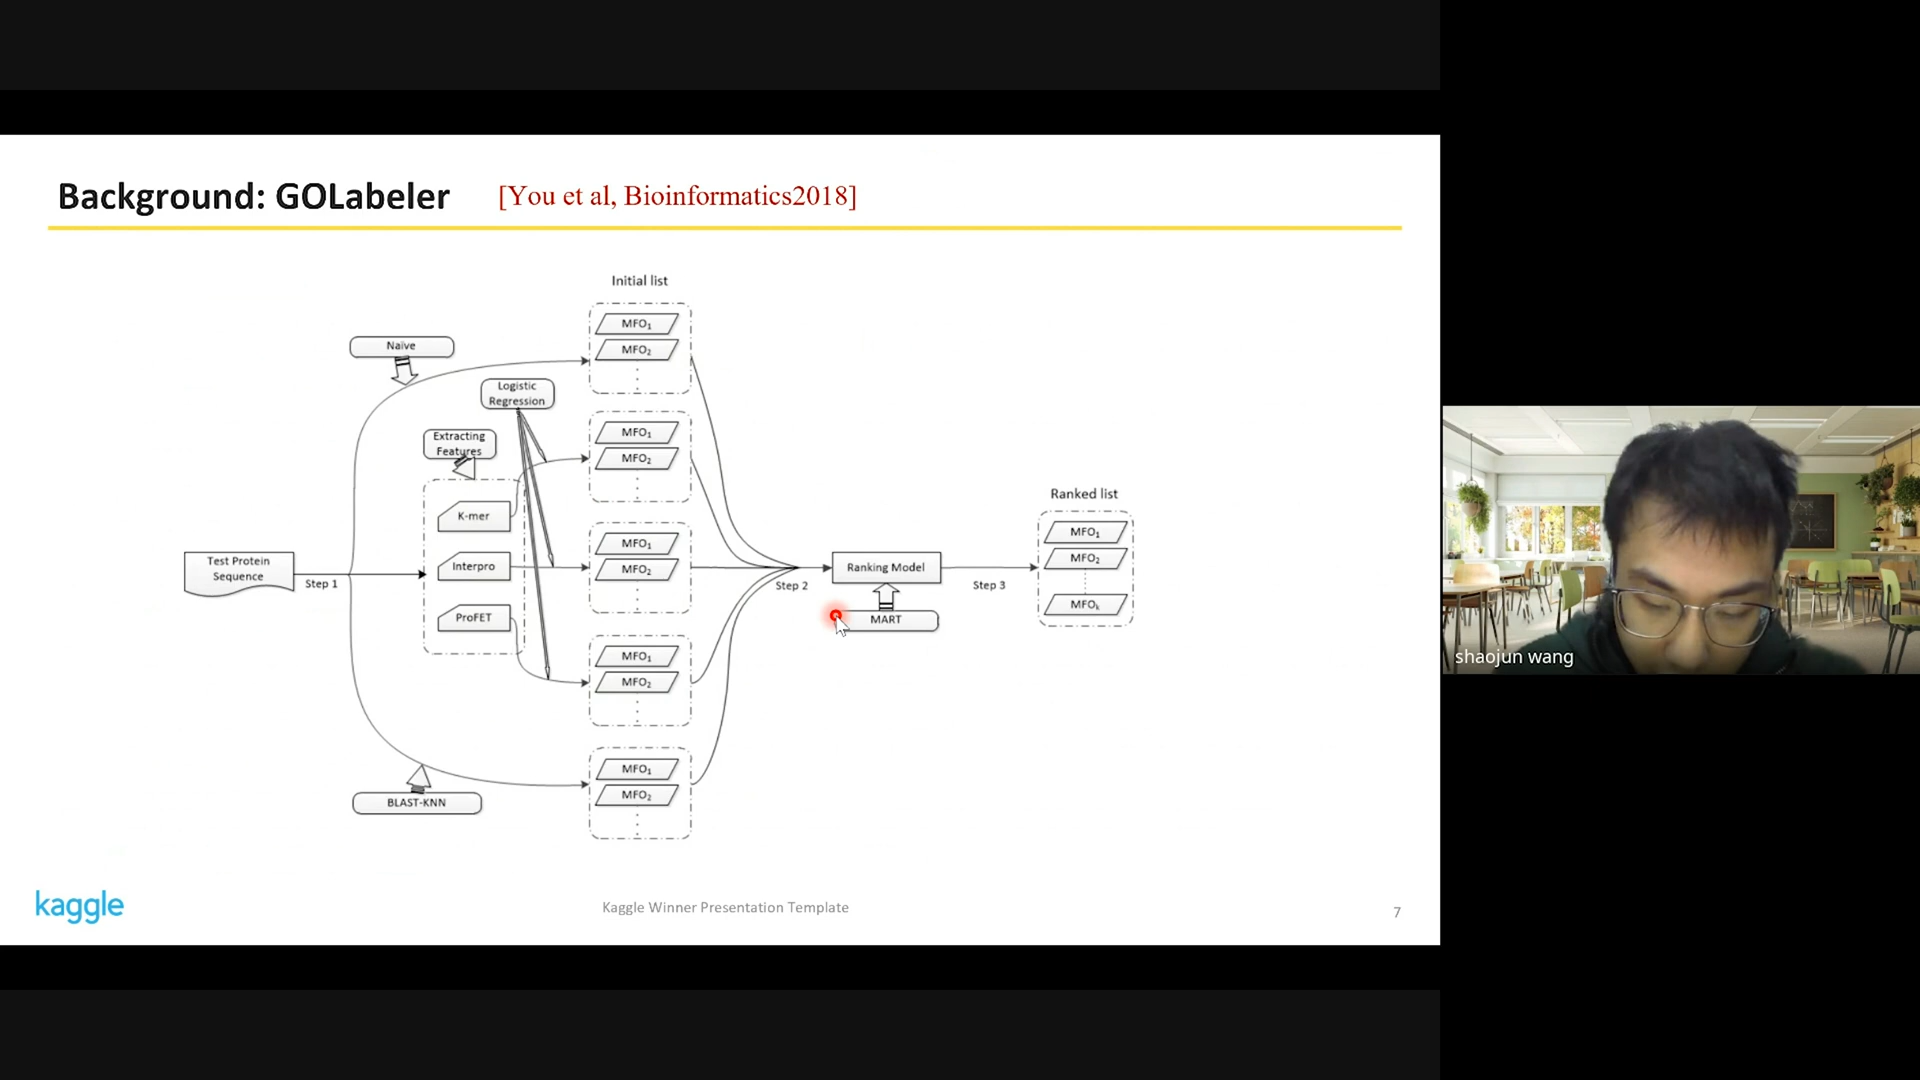 Background: GOLabeler [You et al, Bioinformatics2018]
Initial list
MFO1
MFO2
Naïve
Logistic
Regression
Extracting
Features
MFO1
MFO2
K-mer
Interpro
ProFET
Test Protein
Sequence
Step 1
MFO1
MFO2
MFO1
MFO2
MFO1
MFO2
BLAST-KNN
Step 2
Ranking Model
MART
Step 3
Ranked list
MFO1
MFO2
MFOk
kaggle
Kaggle Winner Presentation Template
7
shaojun wang